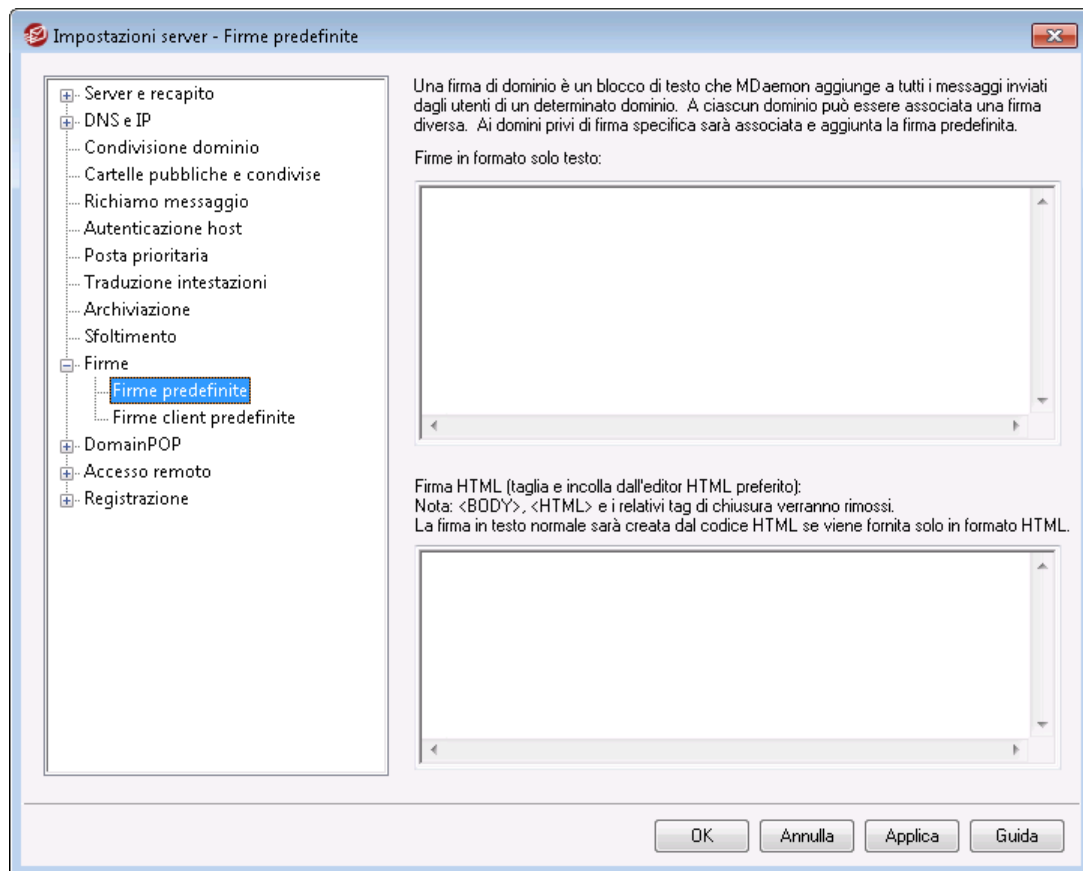 Impostazioni server - Firme predefinite
Server e recapito
DNS e IP
Condivisione dominio
Cartelle pubbliche e condivise
Richiamo messaggio
Autenticazione host
Posta prioritaria
Traduzione intestazioni
Archiviazione
Sfoltimento
Firme
Firme predefinite
Firme client predefinite
DomainPOP
Accesso remoto
Registrazione
Una firma di dominio è un blocco di testo che MDaemon aggiunge a tutti i messaggi inviati
dagli utenti di un determinato dominio. A ciascun dominio può essere associata una firma
diversa. Ai domini privi di firma specifica sarà associata e aggiunta la firma predefinita.
Firme in formato solo testo:
Firma HTML (taglia e incolla dall'editor HTML preferito):
Nota: <BODY>, <HTML> e i relativi tag di chiusura verranno rimossi.
La firma in testo normale sarà creata dal codice HTML se viene fornita solo in formato HTML.
OK
Annulla
Applica
Guida